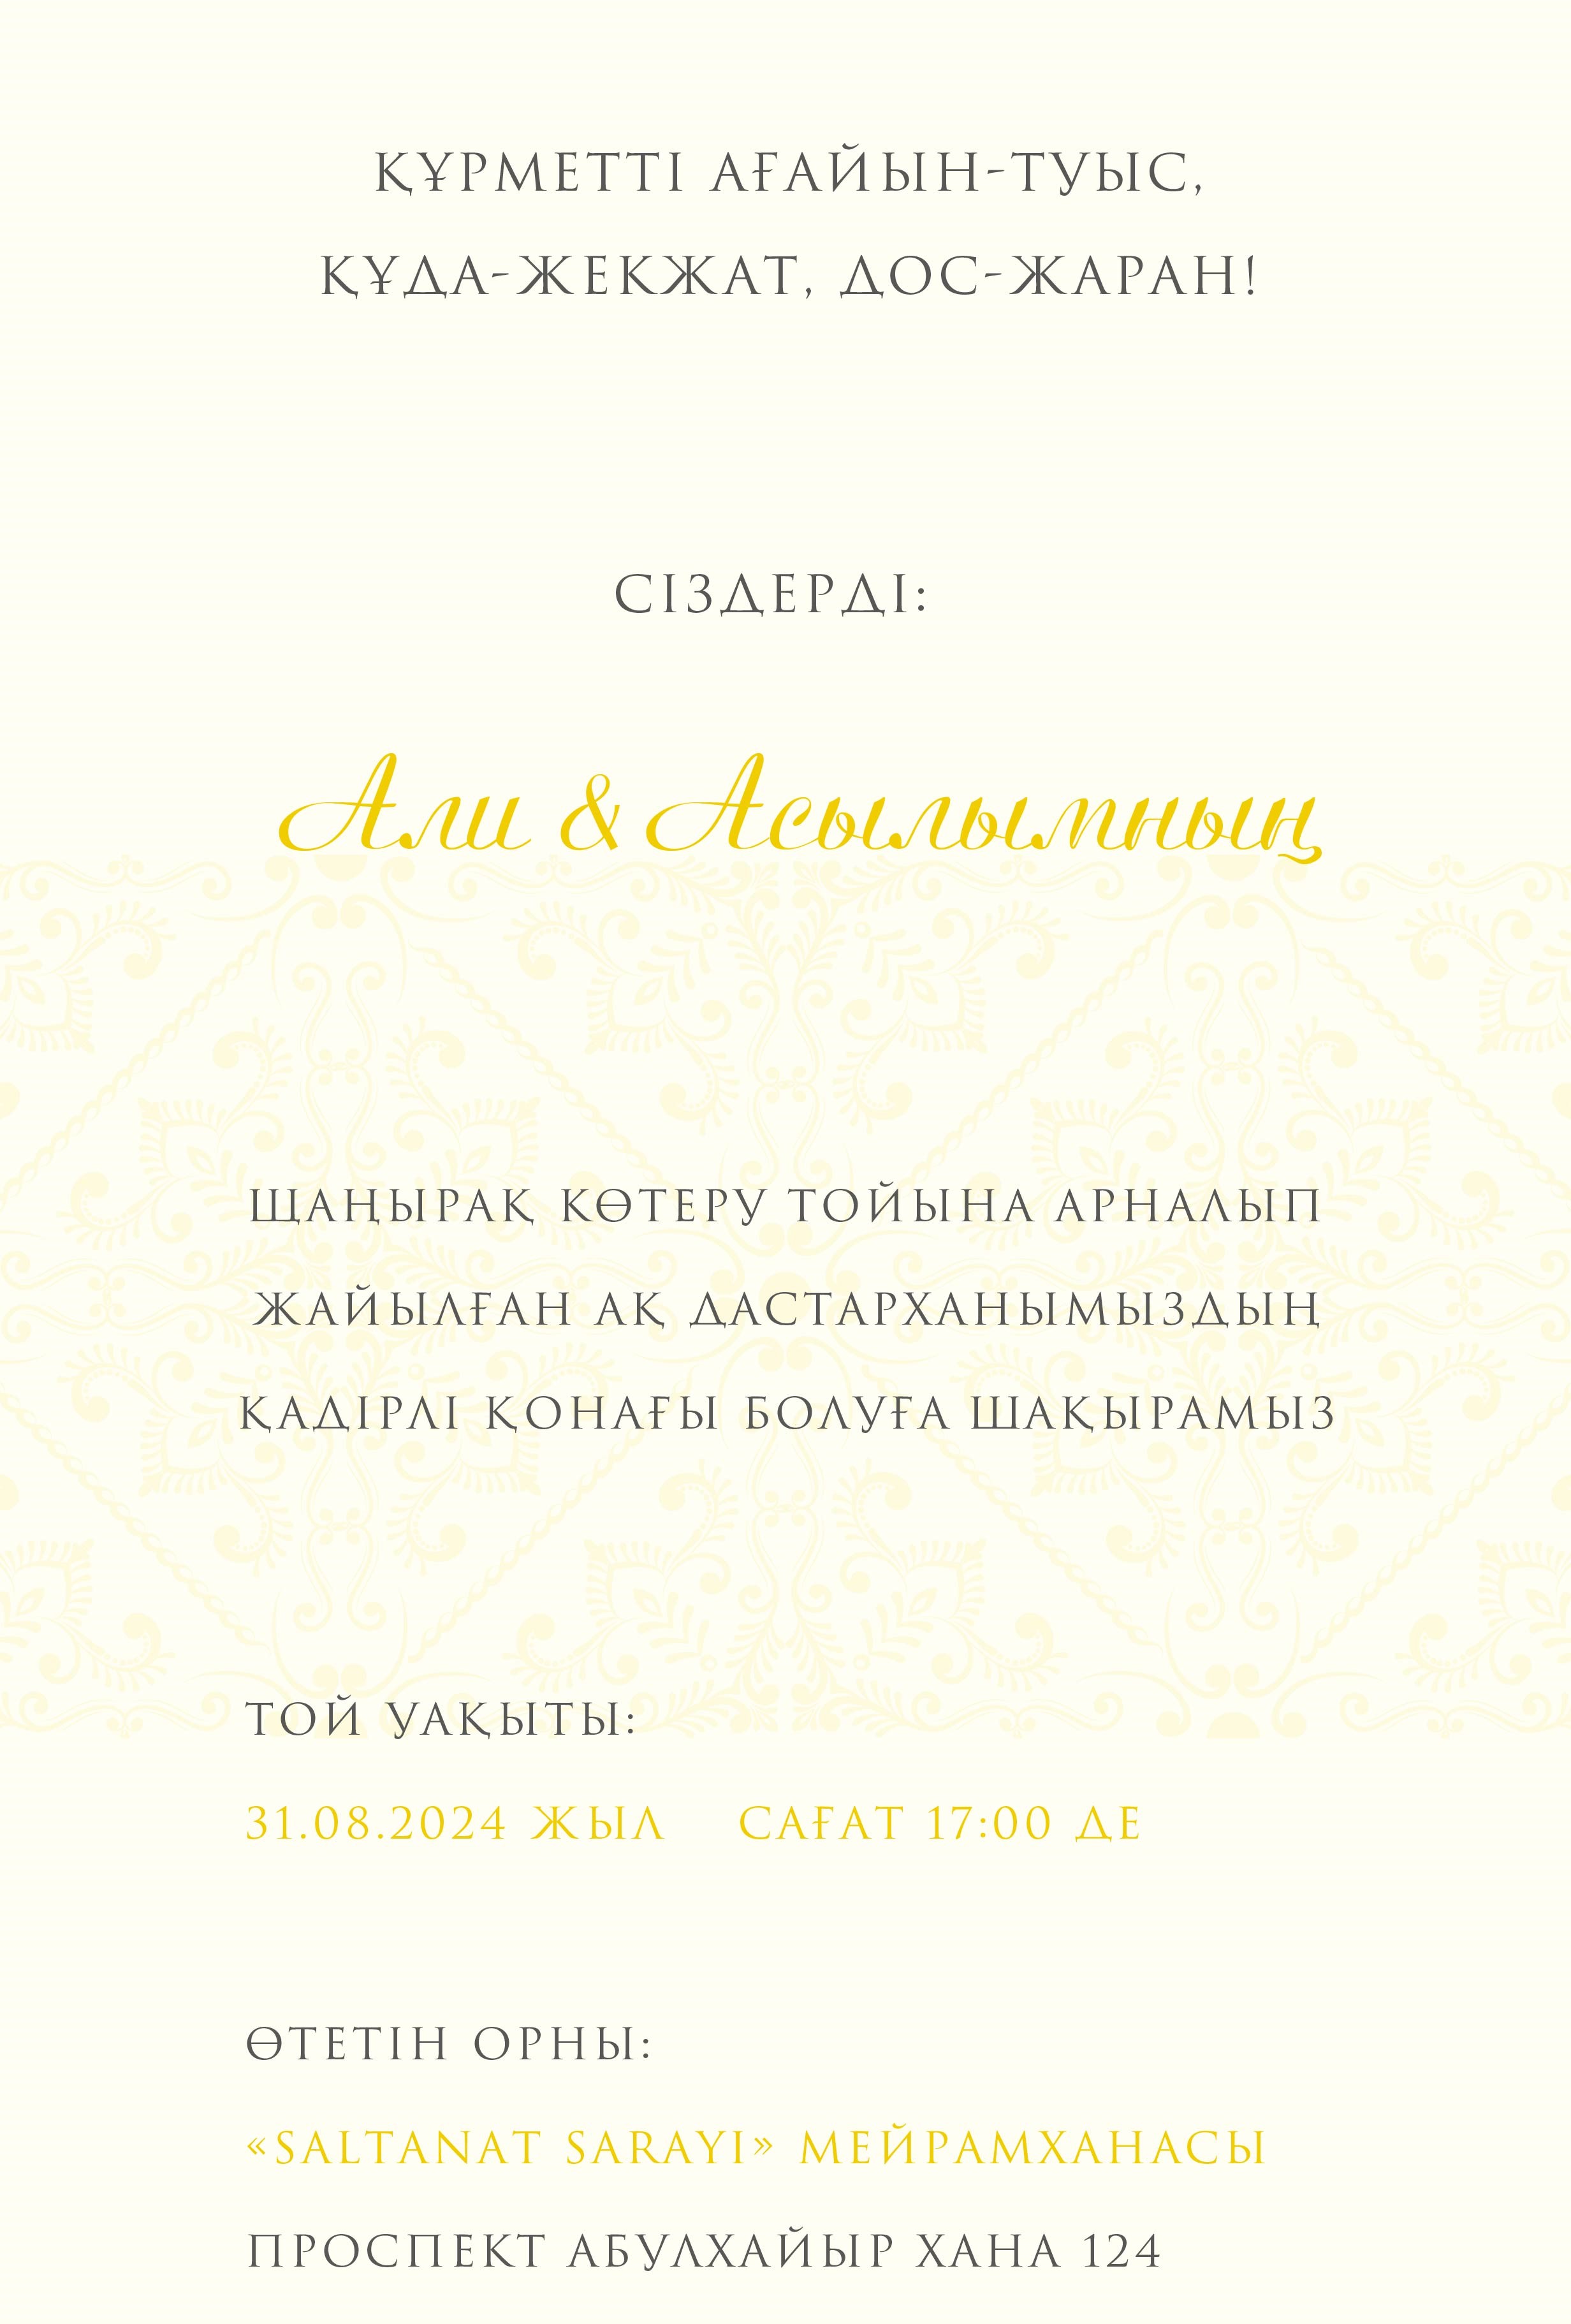 ҚҰРМЕТТІ АҒАЙЫН-ТУЫС,
ҚҰДА-ЖЕКЖАТ, ДОС-ЖАРАН!
СІЗДЕРДІ:
Али & Асылымның
ЩАҢЫРАҚ КӨТЕРУ ТОЙЫНА АРНАЛЫП
ЖАЙЫЛҒАН АҚ ДАСТАРХАНЫМЫЗДЫҢ
ҚАДІРЛІ ҚОНАҒЫ БОЛУҒА ШАҚЫРАМЫЗ
ТОЙ УАҚЫТЫ:
31.08.2024 ЖЫЛ САҒАТ 17:00 ДЕ
ӨТЕТІН ОРНЫ:
«SALTANAT SARAYI» МЕЙРАМХАНАСЫ
ПРОСПЕКТ АБУЛХАЙЫР ХАНА 124